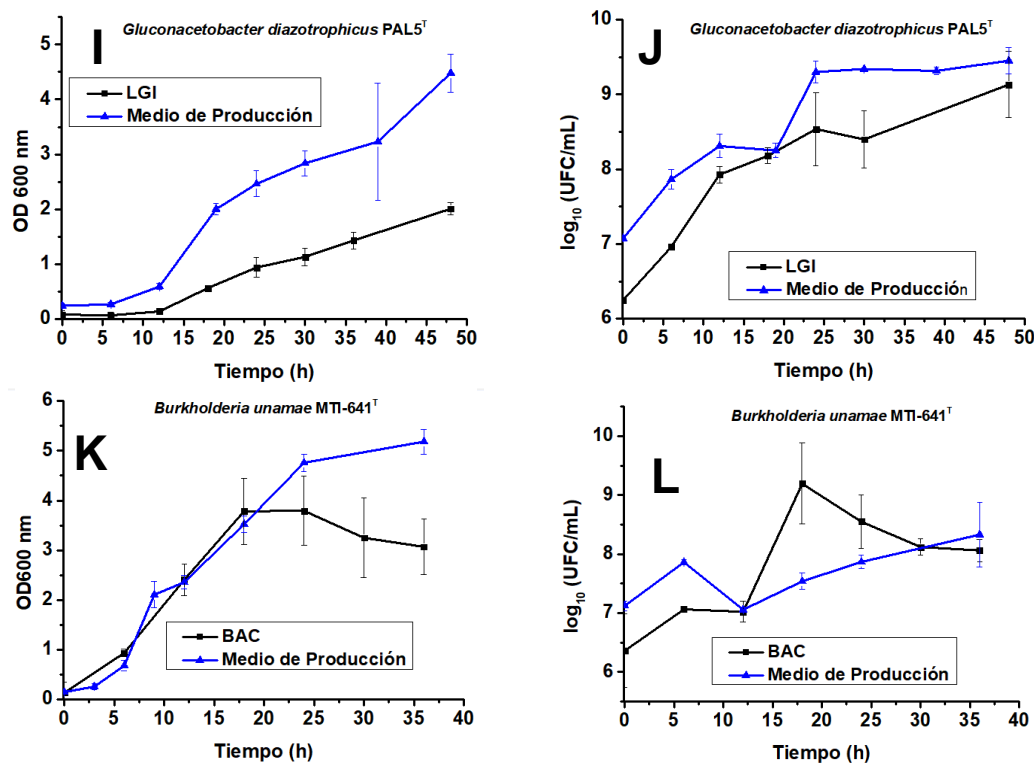 I
Gluconacetobacter diazotrophicus PAL5ᵀ
LGI
Medio de Producción
OD 600 nm
5
4
3
2
1
0
0 5 10 15 20 25 30 35 40 45 50
Tiempo (h)
J
Gluconacetobacter diazotrophicus PAL5ᵀ
log₁₀ (UFC/mL)
10
9
8
7
6
LGI
Medio de Producción
0 5 10 15 20 25 30 35 40 45 50
Tiempo (h)
K
Burkholderia unamae MTI-641ᵀ
OD600 nm
6
5
4
3
2
1
0
BAC
Medio de Producción
0 5 10 15 20 25 30 35 40
Tiempo (h)
L
Burkholderia unamae MTI-641ᵀ
log₁₀ (UFC/mL)
10
9
8
7
6
BAC
Medio de Producción
0 5 10 15 20 25 30 35 40
Tiempo (h)